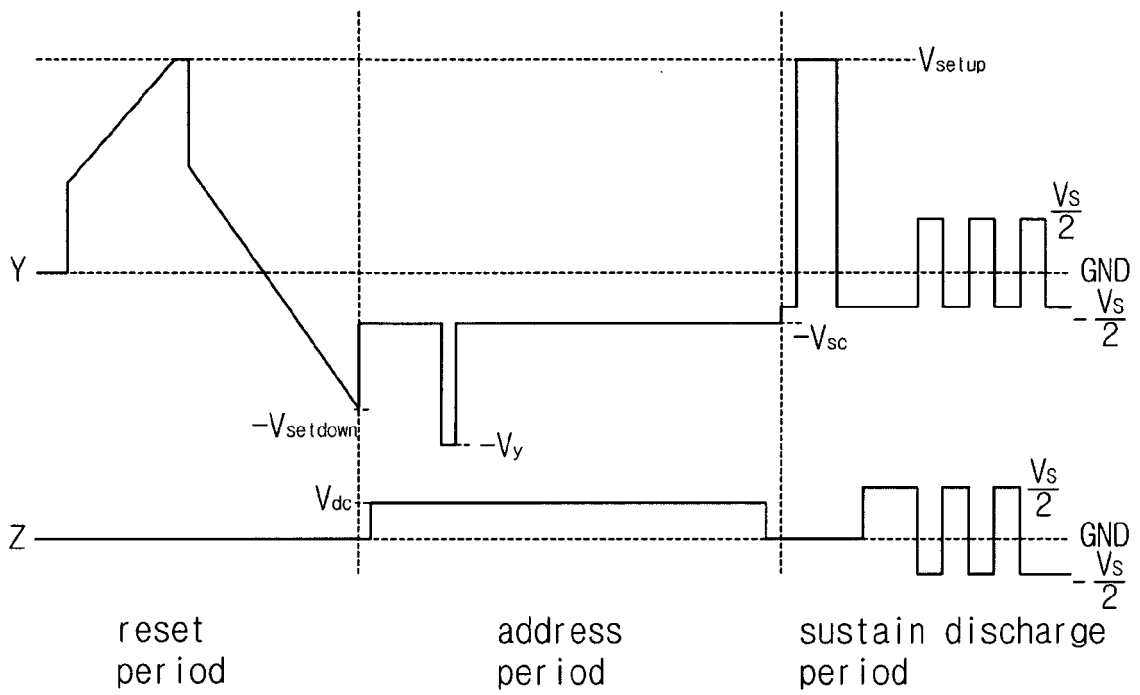 Vsetup
Vs
2
Y
GND
-Vs
2
-Vsc
-Vsetdown
-Vy
Vdc
Vs
2
Z
GND
-Vs
2
reset
period
address
period
sustain discharge
period